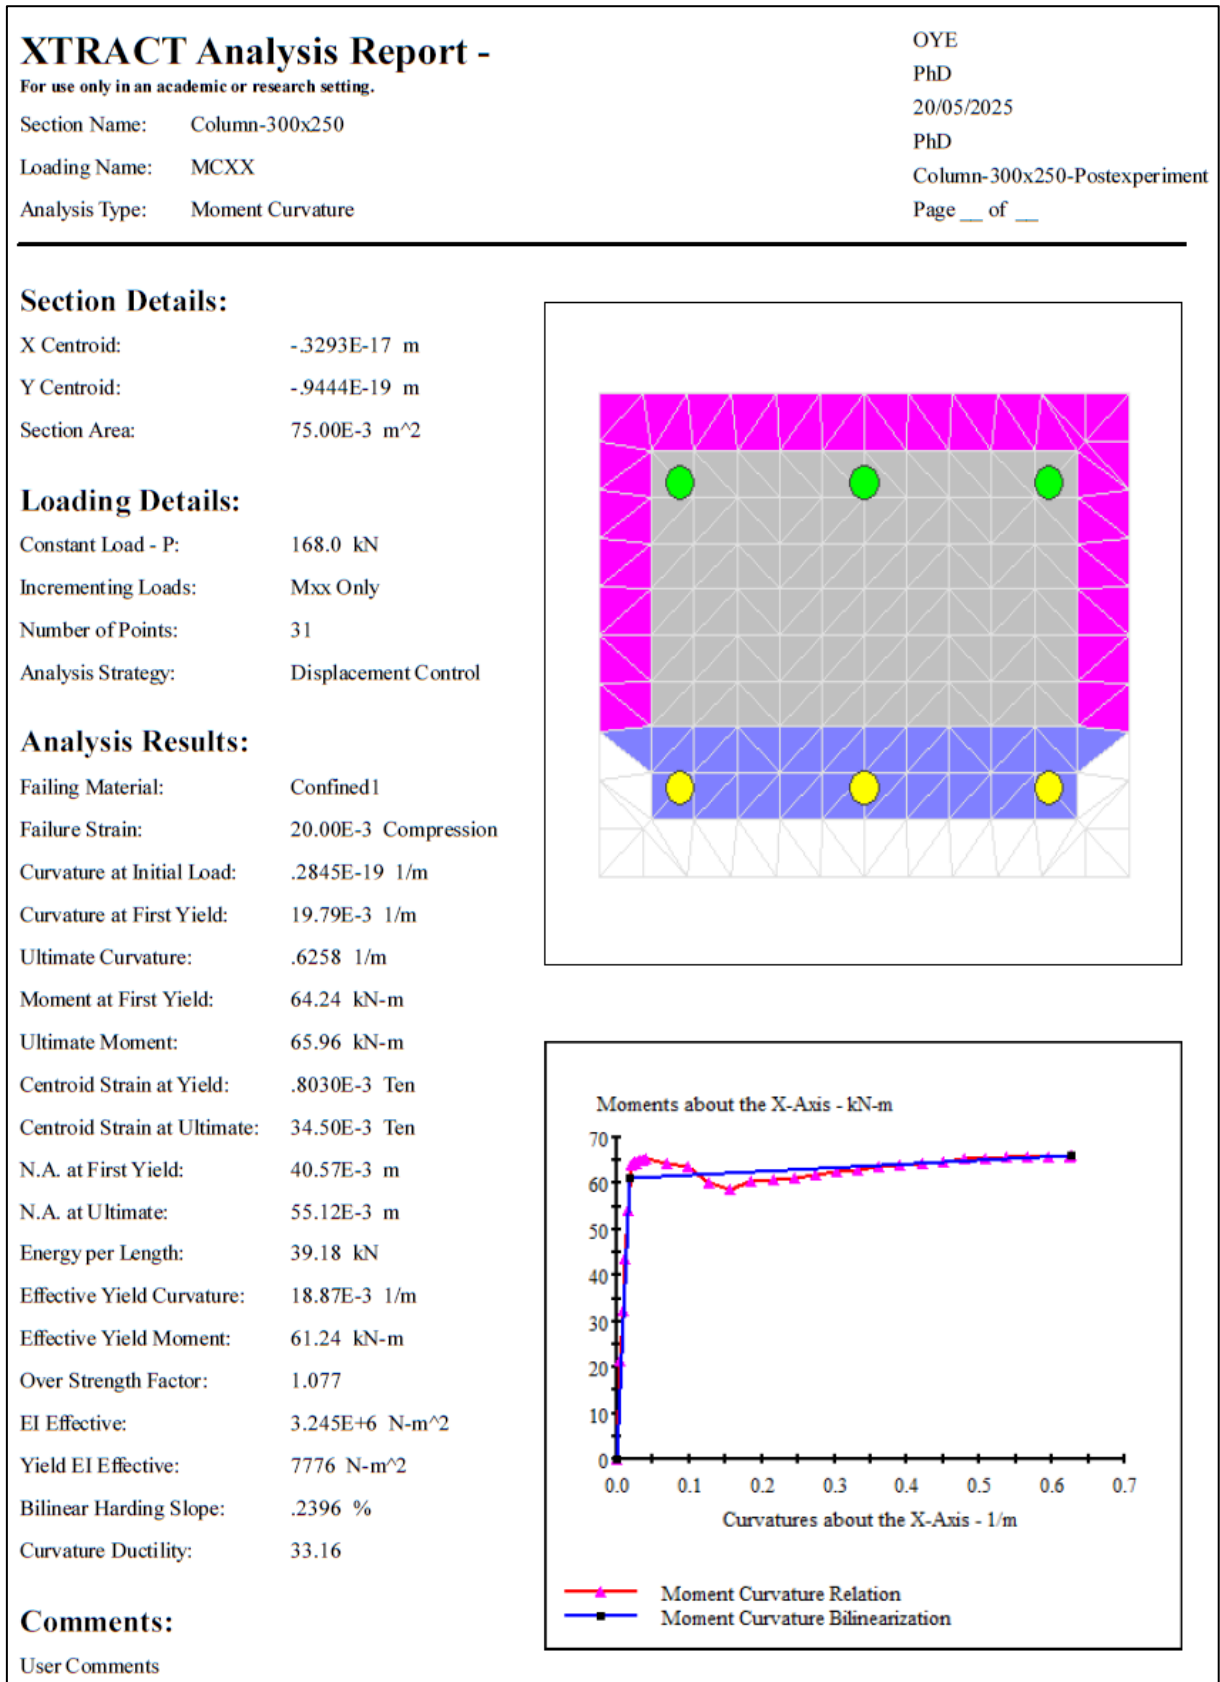 XTRACT Analysis Report -
For use only in an academic or research setting.
Section Name: Column-300x250
Loading Name: MCXX
Analysis Type: Moment Curvature
OYE
PhD
20/05/2025
PhD
Column-300x250-Postexperiment
Page __ of __
Section Details:
X Centroid: -.3293E-17 m
Y Centroid: -.9444E-19 m
Section Area: 75.00E-3 m^2
Loading Details:
Constant Load - P: 168.0 kN
Incrementing Loads: Mxx Only
Number of Points: 31
Analysis Strategy: Displacement Control
Analysis Results:
Failing Material: Confined1
Failure Strain: 20.00E-3 Compression
Curvature at Initial Load: .2845E-19 1/m
Curvature at First Yield: 19.79E-3 1/m
Ultimate Curvature: .6258 1/m
Moment at First Yield: 64.24 kN-m
Ultimate Moment: 65.96 kN-m
Centroid Strain at Yield: .8030E-3 Ten
Centroid Strain at Ultimate: 34.50E-3 Ten
N.A. at First Yield: 40.57E-3 m
N.A. at Ultimate: 55.12E-3 m
Energy per Length: 39.18 kN
Effective Yield Curvature: 18.87E-3 1/m
Effective Yield Moment: 61.24 kN-m
Over Strength Factor: 1.077
EI Effective: 3.245E+6 N-m^2
Yield EI Effective: 7776 N-m^2
Bilinear Harding Slope: .2396 %
Curvature Ductility: 33.16
Comments:
User Comments
Moments about the X-Axis - kN-m
70
60
50
40
30
20
10
0
0.0 0.1 0.2 0.3 0.4 0.5 0.6 0.7
Curvatures about the X-Axis - 1/m
Moment Curvature Relation
Moment Curvature Bilinearization